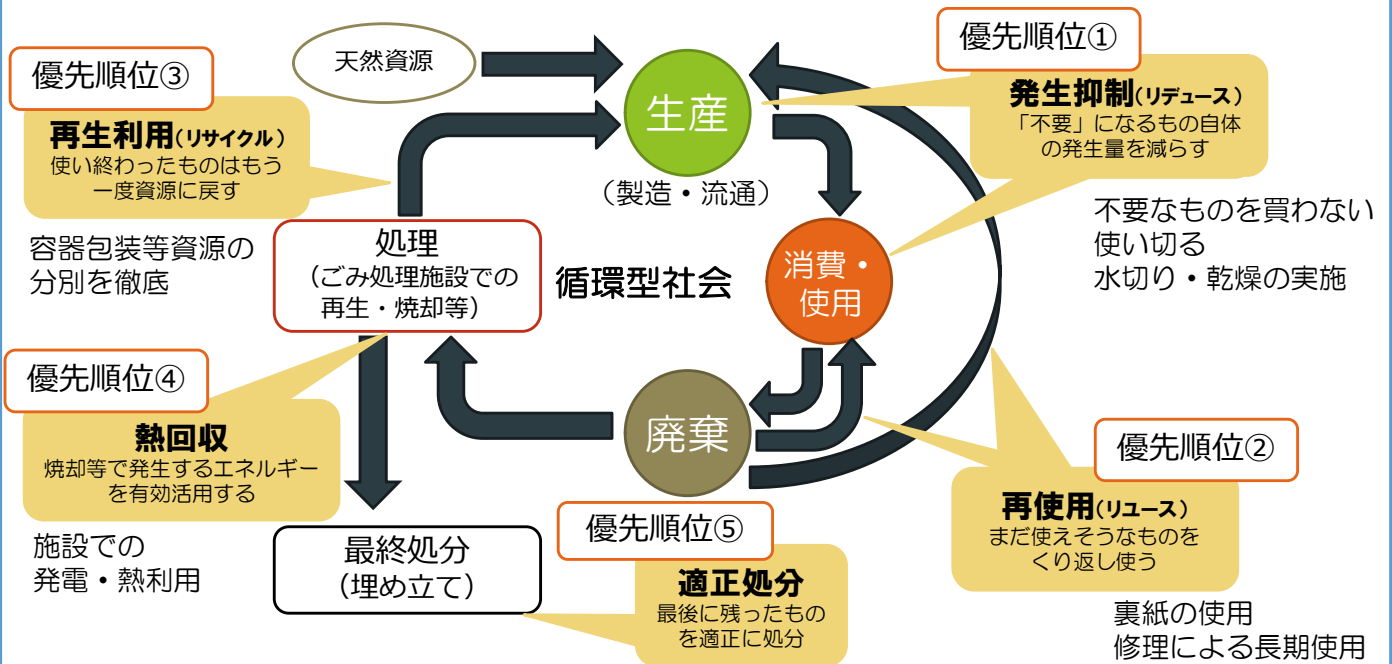 天然資源
優先順位①
発生抑制(リデュース)
「不要」になるもの自体
の発生量を減らす
不要なものを買わない
使い切る
水切り・乾燥の実施
優先順位③
再生利用(リサイクル)
使い終わったものはもう
一度資源に戻す
容器包装等資源の
分別を徹底
生産
(製造・流通)
処理
(ごみ処理施設での
再生・焼却等)
循環型社会
消費・
使用
優先順位④
熱回収
焼却等で発生するエネルギー
を有効活用する
施設での
発電・熱利用
廃棄
優先順位②
再使用(リユース)
まだ使えそうなものを
くり返し使う
裏紙の使用
修理による長期使用
最終処分
(埋め立て)
優先順位⑤
適正処分
最後に残ったもの
を適正に処分